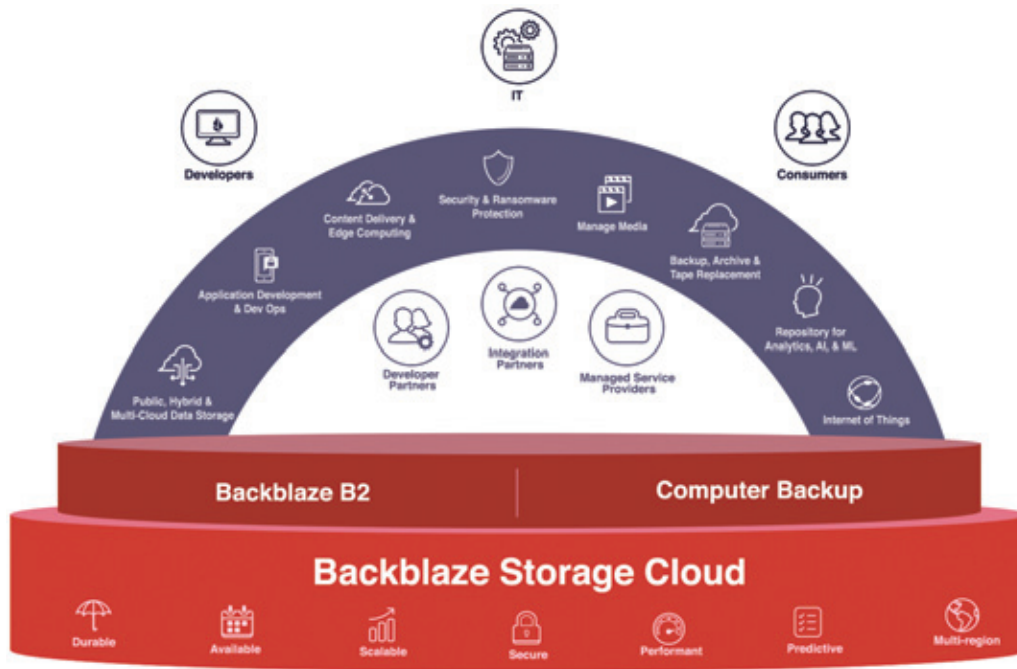 IT
Developers
Consumers
Security & Ransomware
Protection
Content Delivery &
Edge Computing
Manage Media
Application Development
& Dev Ops
Backup, Archive &
Tape Replacement
Public, Hybrid &
Multi-Cloud Data Storage
Repository for
Analytics, AI, & ML
Internet of Things
Developer
Partners
Integration
Partners
Managed Service
Providers
Backblaze B2
Computer Backup
Backblaze Storage Cloud
Durable
Available
Scalable
Secure
Performant
Predictive
Multi-region